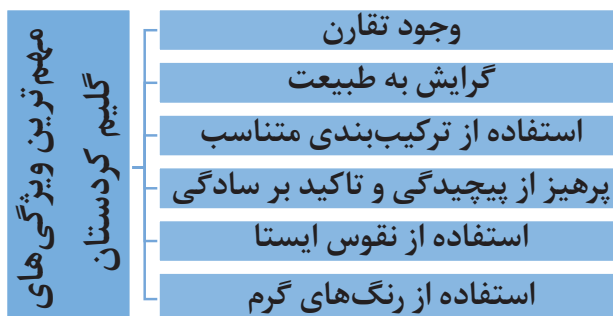 مهم‌ترین ویژگی‌های
گلیم کردستان
وجود تقارن
گرایش به طبیعت
استفاده از ترکیب‌بندی متناسب
پرهیز از پیچیدگی و تاکید بر سادگی
استفاده از نقوس ایستا
استفاده از رنگ‌های گرم